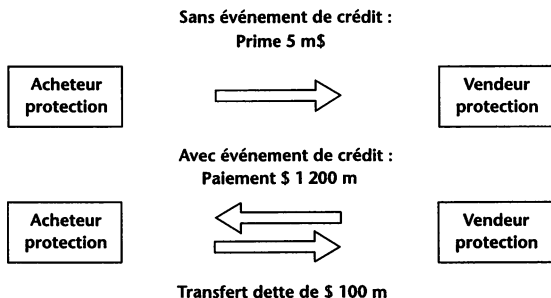 Sans événement de crédit :
Prime 5 m$
Acheteur
protection
Vendeur
protection
Avec événement de crédit :
Paiement $ 1 200 m
Acheteur
protection
Vendeur
protection
Transfert dette de $ 100 m